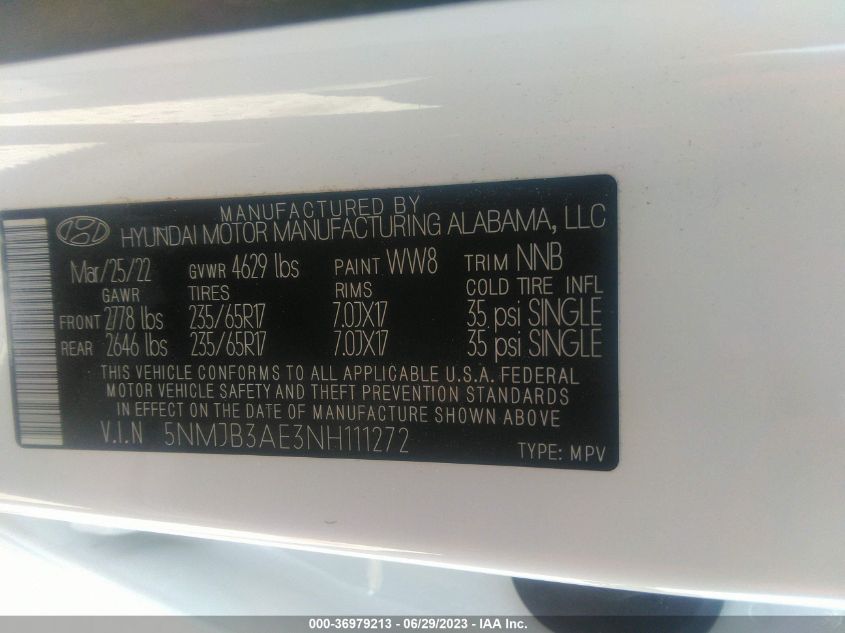 MANUFACTURED BY
HYUNDAI MOTOR MANUFACTURING ALABAMA, LLC
Mar/25/22 GVWR 4629 lbs PAINT WW8 TRIM NNB
GAWR TIRES RIMS COLD TIRE INFL
FRONT 2778 lbs 235/65R17 7.0JX17 35 psi SINGLE
REAR 2646 lbs 235/65R17 7.0JX17 35 psi SINGLE
THIS VEHICLE CONFORMS TO ALL APPLICABLE U.S.A. FEDERAL
MOTOR VEHICLE SAFETY AND THEFT PREVENTION STANDARDS
IN EFFECT ON THE DATE OF MANUFACTURE SHOWN ABOVE
V.I.N 5NMJB3AE3NH111272 TYPE: MPV
000-36979213 - 06/29/2023 - IAA Inc.